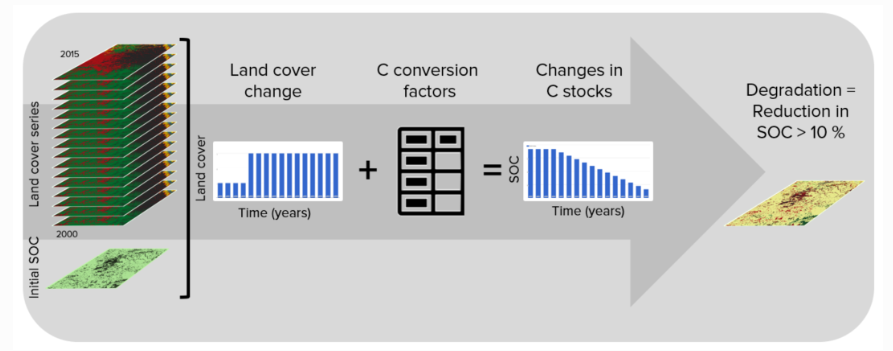 2015
Land cover series
2000
Initial SOC
Land cover
change
Land cover
Time (years)
+
C conversion
factors
=
Changes in
C stocks
SOC
Time (years)
Degradation =
Reduction in
SOC > 10 %